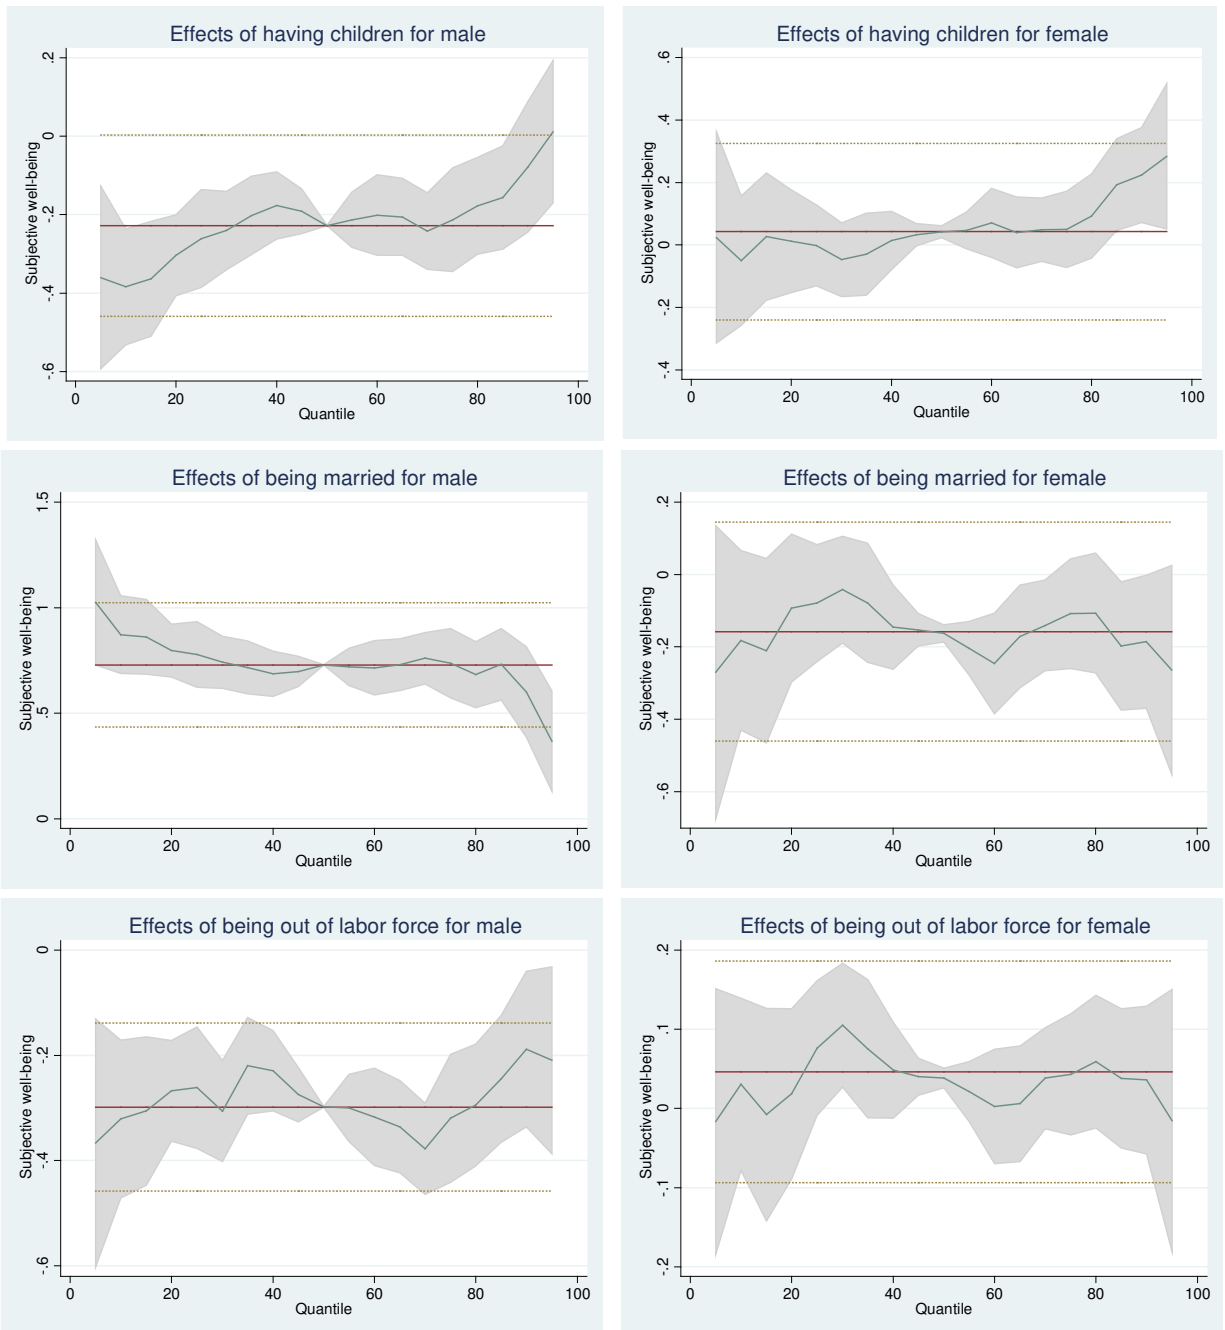 Effects of having children for male
Subjective well-being
.2
0
-.2
-.4
-.6
0 20 40 60 80 100
Quantile
Effects of having children for female
Subjective well-being
.6
.4
.2
0
-.2
-.4
0 20 40 60 80 100
Quantile
Effects of being married for male
Subjective well-being
1.5
1
.5
0
0 20 40 60 80 100
Quantile
Effects of being married for female
Subjective well-being
.2
0
-.2
-.4
-.6
0 20 40 60 80 100
Quantile
Effects of being out of labor force for male
Subjective well-being
0
-.2
-.4
-.6
0 20 40 60 80 100
Quantile
Effects of being out of labor force for female
Subjective well-being
.2
.1
0
-.1
-.2
0 20 40 60 80 100
Quantile